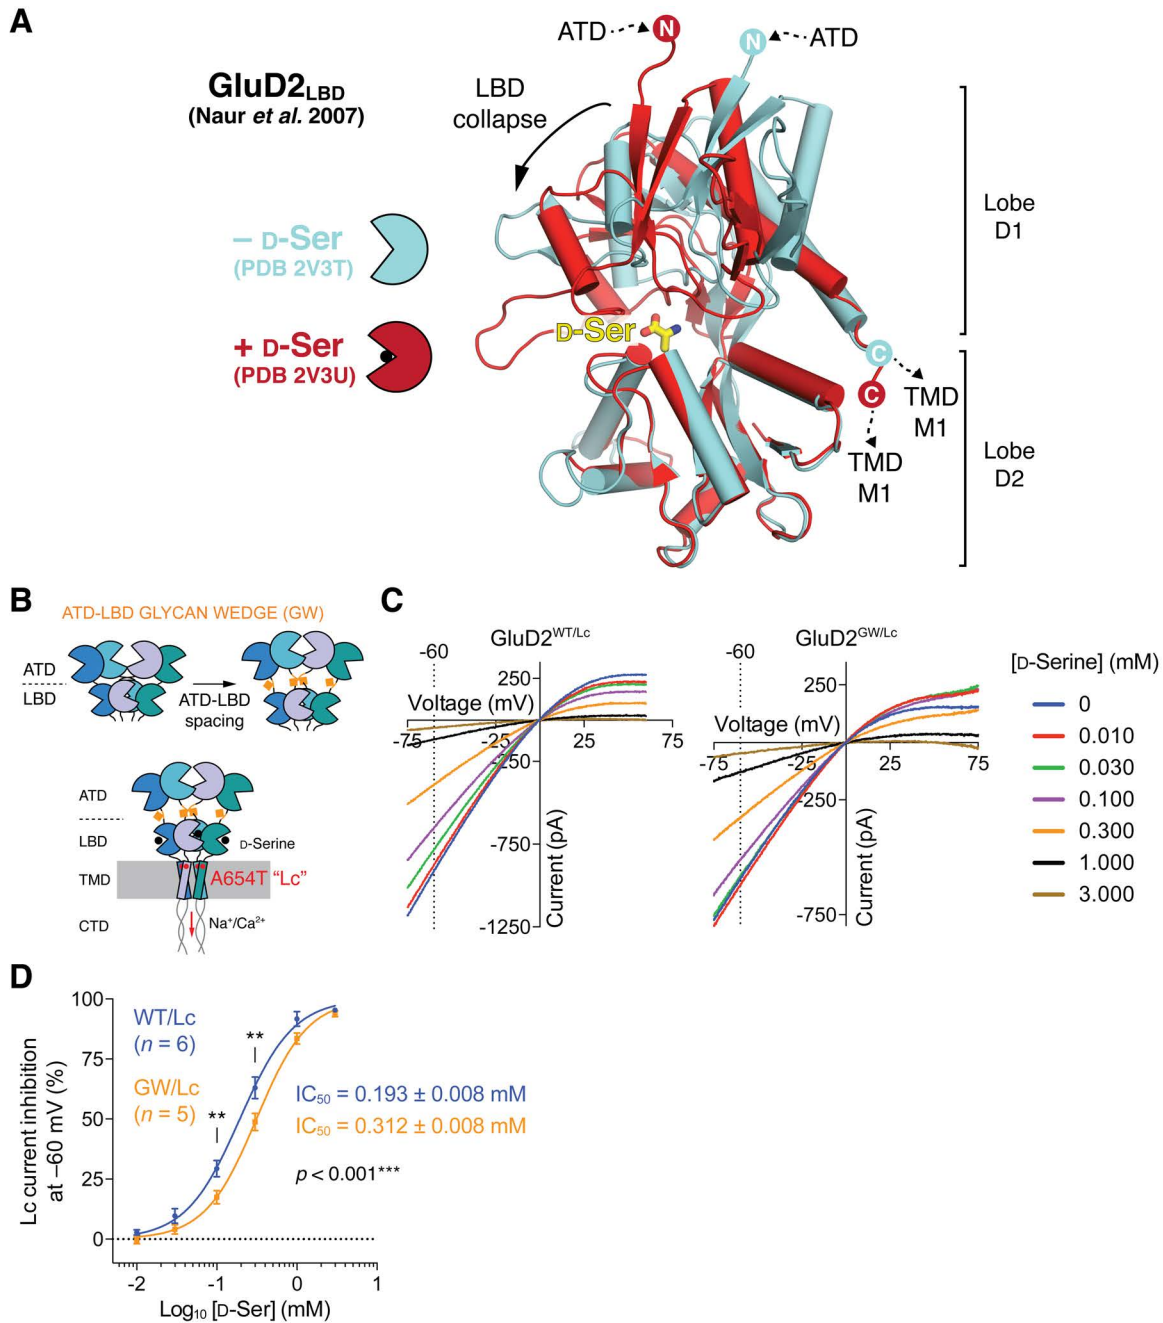 A
ATD
N
N
ATD
GluD2LBD
(Naur et al. 2007)
LBD
collapse
Lobe
D1
– D-Ser
(PDB 2V3T)
D-Ser
+ D-Ser
(PDB 2V3U)
C
C
TMD
M1
TMD
M1
Lobe
D2
B
ATD-LBD GLYCAN WEDGE (GW)
ATD
LBD
ATD-LBD
spacing
ATD
LBD
D-Serine
TMD
A654T “Lc”
CTD
Na⁺/Ca²⁺
C
GluD2^WT/Lc
-60
250
Voltage (mV)
-75
-25
25
75
-250
-750
-1250
Current (pA)
GluD2^GW/Lc
-60
250
Voltage (mV)
-75
-25
25
75
-250
-750
Current (pA)
[D-Serine] (mM)
0
0.010
0.030
0.100
0.300
1.000
3.000
D
Lc current inhibition
at –60 mV (%)
100
75
50
25
0
WT/Lc
(n = 6)
GW/Lc
(n = 5)
**
**
IC₅₀ = 0.193 ± 0.008 mM
IC₅₀ = 0.312 ± 0.008 mM
p < 0.001***
-2
-1
0
1
Log₁₀ [D-Ser] (mM)